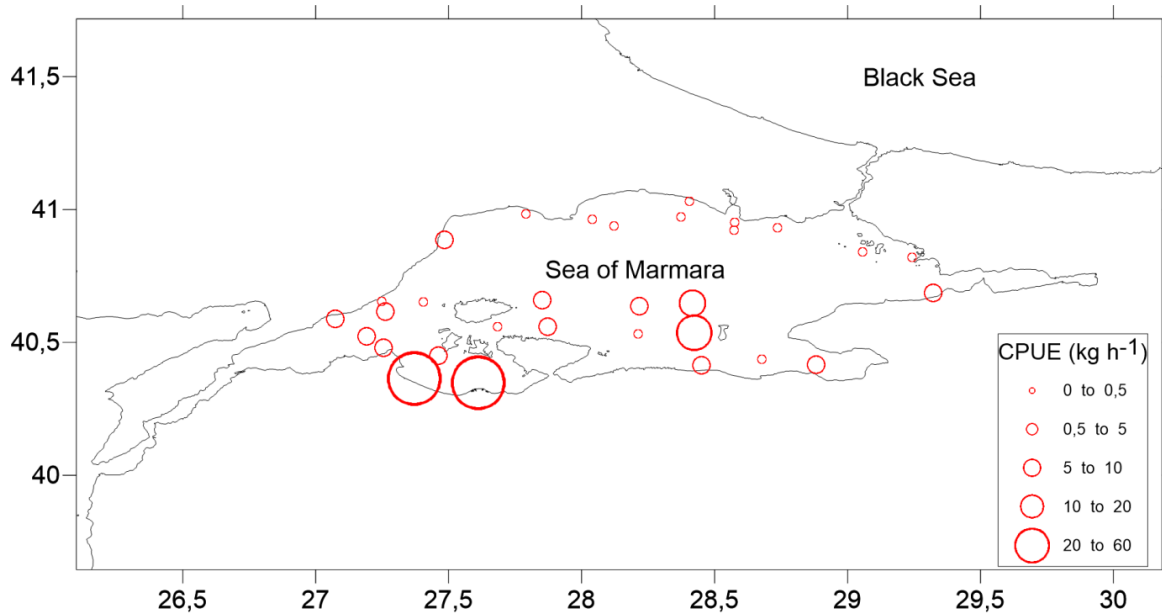 41,5
Black Sea
41
Sea of Marmara
40,5
40
CPUE (kg h-1)
0 to 0,5
0,5 to 5
5 to 10
10 to 20
20 to 60
26,5 27 27,5 28 28,5 29 29,5 30